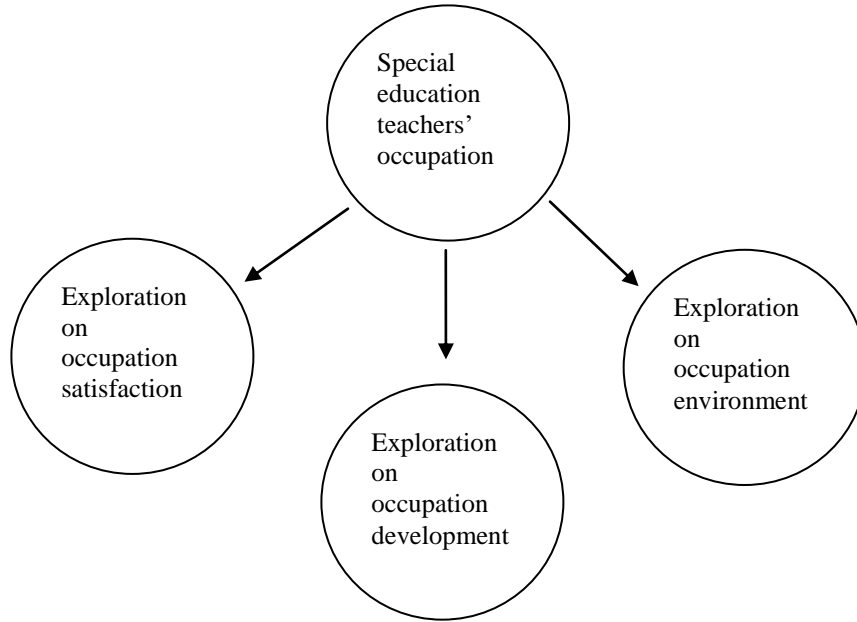 Special
education
teachers’
occupation
Exploration
on
occupation
satisfaction
Exploration
on
occupation
development
Exploration
on
occupation
environment